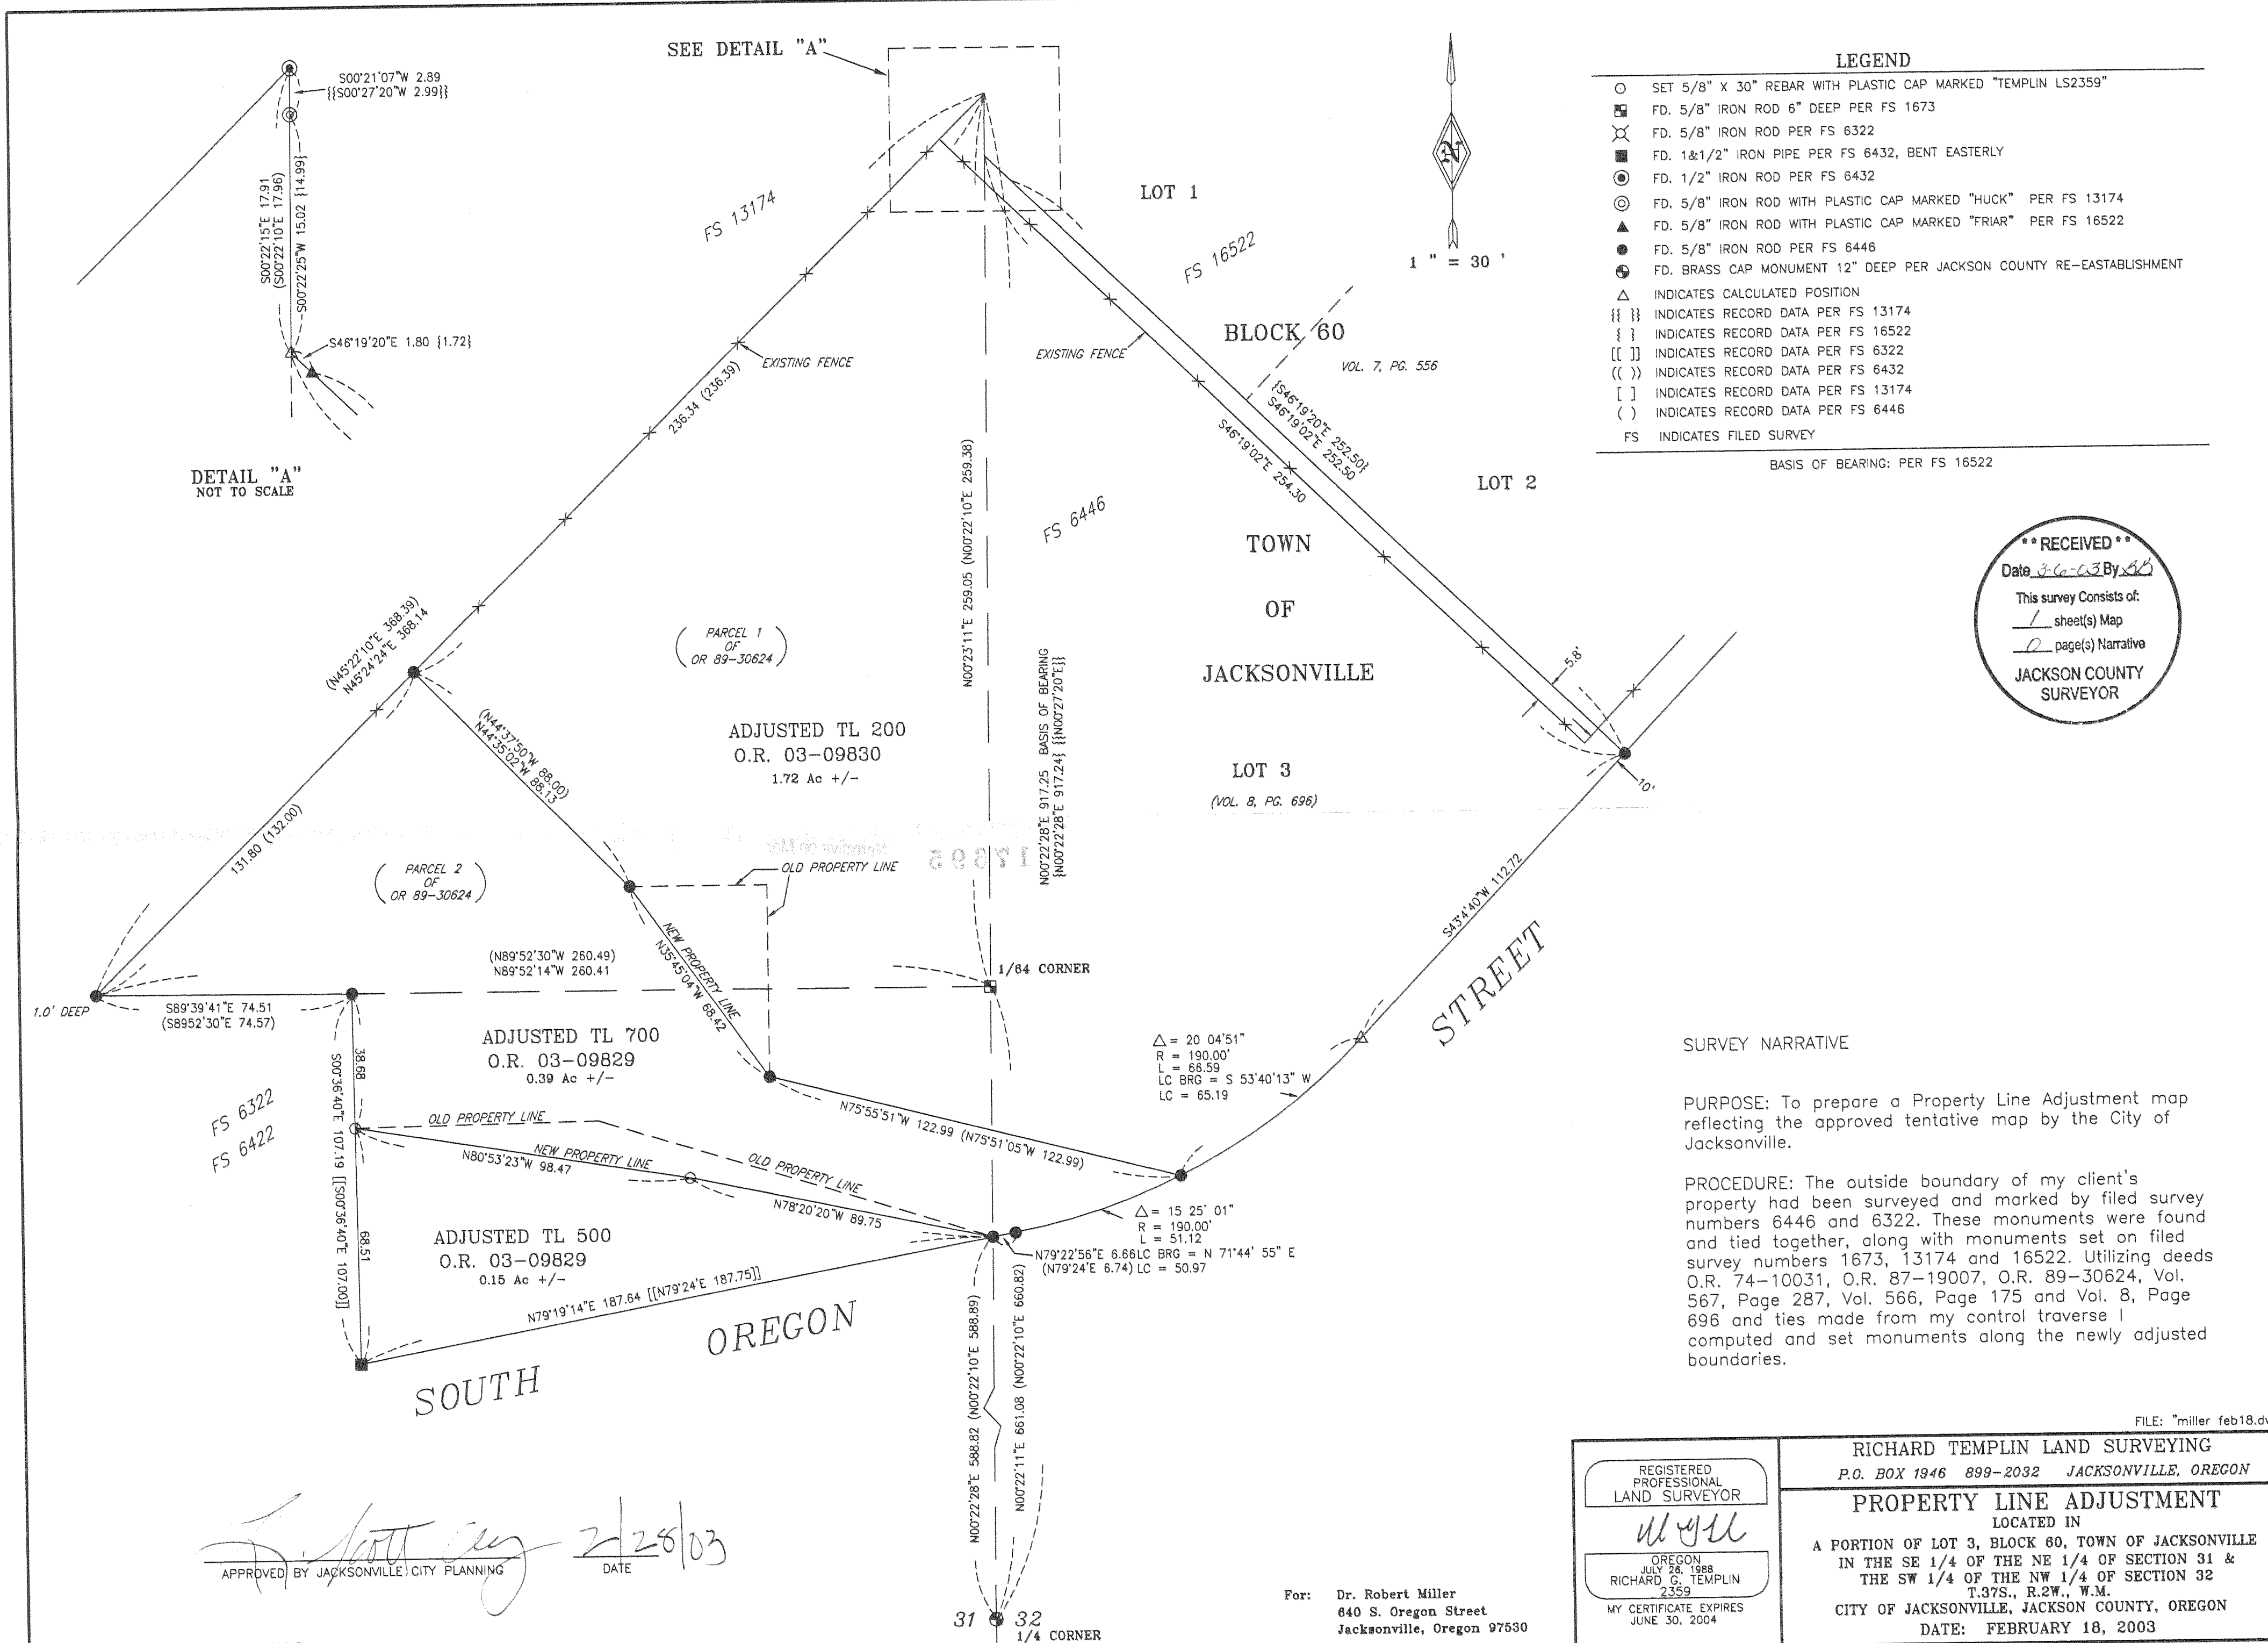 SEE DETAIL "A"
S00°21'07"W 2.89
{{S00°27'20"W 2.99}}
S00°22'15"E 17.91
(S00°22'10"E 17.96)
S00°22'25"W 15.02 {14.99}
S46°19'20"E 1.80 {1.72}
DETAIL "A"
NOT TO SCALE
FS 13174
LOT 1
FS 16522
N
1 " = 30 '
BLOCK 60
VOL. 7, PG. 556
EXISTING FENCE
EXISTING FENCE
236.34 (236.39)
{S46°19'20"E 252.50}
S46°19'02"E 252.50
S46°19'02"E 254.30
LOT 2
FS 6446
TOWN
OF
JACKSONVILLE
N00°23'11"E 259.05 (N00°22'10"E 259.38)
(N45°22'10"E 368.39)
N45°24'24"E 368.14
PARCEL 1
OF
OR 89-30624
ADJUSTED TL 200
O.R. 03-09830
1.72 Ac +/-
N00°22'28"E 917.25 BASIS OF BEARING
{N00°22'28"E 917.24} {{N00°27'20"E}}
5.8'
10'
LOT 3
(VOL. 8, PG. 696)
(N44°37'50"W 88.00)
N44°35'02"W 88.13
131.80 (132.00)
PARCEL 2
OF
OR 89-30624
OLD PROPERTY LINE
17695
NEW PROPERTY LINE
N35°45'04"W 68.42
(N89°52'30"W 260.49)
N89°52'14"W 260.41
1/64 CORNER
S43°4'40"W 112.72
STREET
1.0' DEEP
S89°39'41"E 74.51
(S8952'30"E 74.57)
ADJUSTED TL 700
O.R. 03-09829
0.39 Ac +/-
38.68
S00°36'40"E 107.19 [[S00°36'40"E 107.00]]
68.51
FS 6322
FS 6422
△= 20 04'51"
R = 190.00'
L = 66.59
LC BRG = S 53°40'13" W
LC = 65.19
N75°55'51"W 122.99 (N75°51'05"W 122.99)
OLD PROPERTY LINE
NEW PROPERTY LINE
N80°53'23"W 98.47
OLD PROPERTY LINE
N78°20'20"W 89.75
ADJUSTED TL 500
O.R. 03-09829
0.15 Ac +/-
△= 15 25' 01"
R = 190.00'
L = 51.12
N79°22'56"E 6.66 LC BRG = N 71°44' 55" E
(N79°24'E 6.74) LC = 50.97
N79°19'14"E 187.64 [[N79°24'E 187.75]]
SOUTH OREGON
N00°22'28"E 588.82 (N00°22'10"E 588.89)
N00°22'11"E 661.08 (N00°22'10"E 660.82)
31 32
1/4 CORNER
2/28/03
APPROVED BY JACKSONVILLE CITY PLANNING
DATE
For: Dr. Robert Miller
640 S. Oregon Street
Jacksonville, Oregon 97530
LEGEND
SET 5/8" X 30" REBAR WITH PLASTIC CAP MARKED "TEMPLIN LS2359"
FD. 5/8" IRON ROD 6" DEEP PER FS 1673
FD. 5/8" IRON ROD PER FS 6322
FD. 1&1/2" IRON PIPE PER FS 6432, BENT EASTERLY
FD. 1/2" IRON ROD PER FS 6432
FD. 5/8" IRON ROD WITH PLASTIC CAP MARKED "HUCK" PER FS 13174
FD. 5/8" IRON ROD WITH PLASTIC CAP MARKED "FRIAR" PER FS 16522
FD. 5/8" IRON ROD PER FS 6446
FD. BRASS CAP MONUMENT 12" DEEP PER JACKSON COUNTY RE-EASTABLISHMENT
△ INDICATES CALCULATED POSITION
{{ }} INDICATES RECORD DATA PER FS 13174
{ } INDICATES RECORD DATA PER FS 16522
[[ ]] INDICATES RECORD DATA PER FS 6322
(( )) INDICATES RECORD DATA PER FS 6432
[ ] INDICATES RECORD DATA PER FS 13174
( ) INDICATES RECORD DATA PER FS 6446
FS INDICATES FILED SURVEY
BASIS OF BEARING: PER FS 16522
** RECEIVED **
Date 3-6-03 By
This survey Consists of:
1 sheet(s) Map
0 page(s) Narrative
JACKSON COUNTY
SURVEYOR
SURVEY NARRATIVE
PURPOSE: To prepare a Property Line Adjustment map
reflecting the approved tentative map by the City of
Jacksonville.
PROCEDURE: The outside boundary of my client's
property had been surveyed and marked by filed survey
numbers 6446 and 6322. These monuments were found
and tied together, along with monuments set on filed
survey numbers 1673, 13174 and 16522. Utilizing deeds
O.R. 74-10031, O.R. 87-19007, O.R. 89-30624, Vol.
567, Page 287, Vol. 566, Page 175 and Vol. 8, Page
696 and ties made from my control traverse I
computed and set monuments along the newly adjusted
boundaries.
FILE: "miller feb18.dw
REGISTERED
PROFESSIONAL
LAND SURVEYOR
OREGON
JULY 26, 1988
RICHARD G. TEMPLIN
2359
MY CERTIFICATE EXPIRES
JUNE 30, 2004
RICHARD TEMPLIN LAND SURVEYING
P.O. BOX 1946 899-2032 JACKSONVILLE, OREGON
PROPERTY LINE ADJUSTMENT
LOCATED IN
A PORTION OF LOT 3, BLOCK 60, TOWN OF JACKSONVILLE
IN THE SE 1/4 OF THE NE 1/4 OF SECTION 31 &
THE SW 1/4 OF THE NW 1/4 OF SECTION 32
T.37S., R.2W., W.M.
CITY OF JACKSONVILLE, JACKSON COUNTY, OREGON
DATE: FEBRUARY 18, 2003